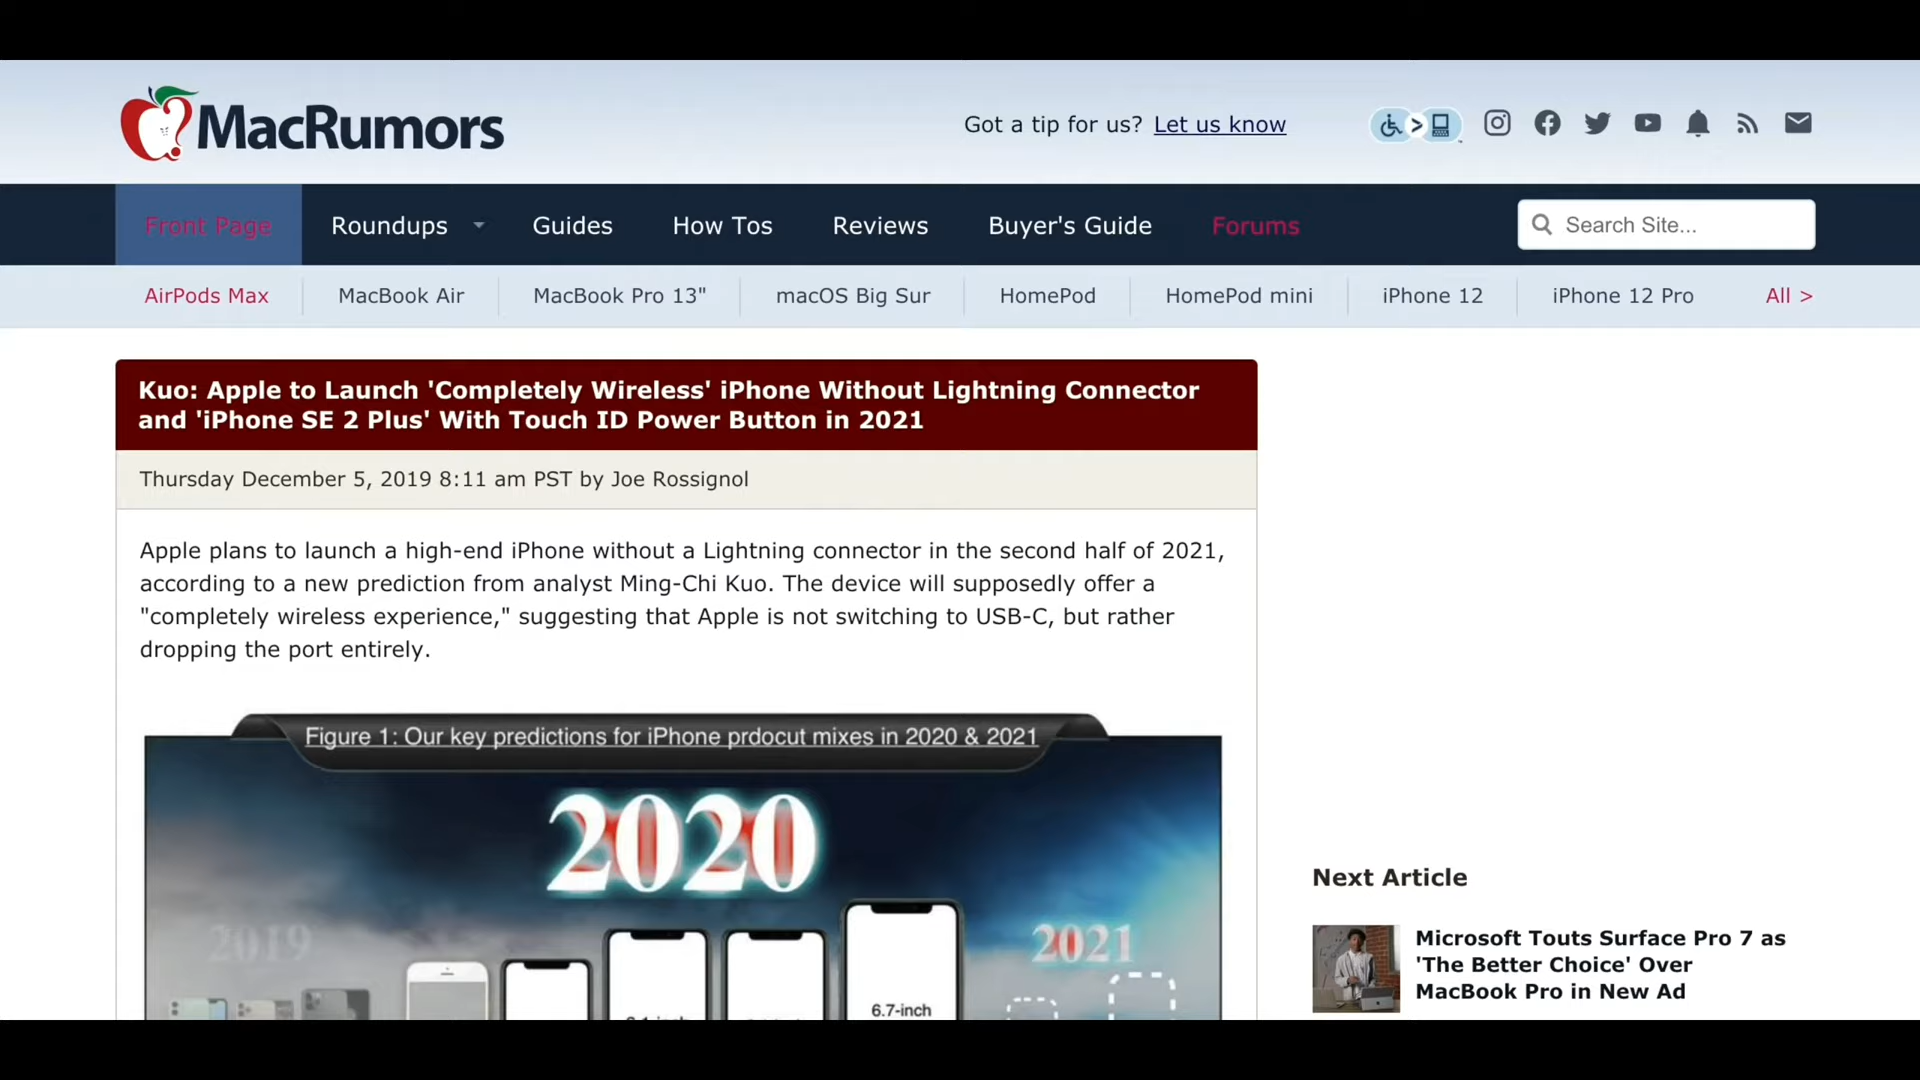 MacRumors
Got a tip for us? Let us know
Front Page Roundups Guides How Tos Reviews Buyer's Guide Forums Search Site...
AirPods Max MacBook Air MacBook Pro 13" macOS Big Sur HomePod HomePod mini iPhone 12 iPhone 12 Pro All >
Kuo: Apple to Launch 'Completely Wireless' iPhone Without Lightning Connector
and 'iPhone SE 2 Plus' With Touch ID Power Button in 2021
Thursday December 5, 2019 8:11 am PST by Joe Rossignol
Apple plans to launch a high-end iPhone without a Lightning connector in the second half of 2021,
according to a new prediction from analyst Ming-Chi Kuo. The device will supposedly offer a
"completely wireless experience," suggesting that Apple is not switching to USB-C, but rather
dropping the port entirely.
Figure 1: Our key predictions for iPhone prdocut mixes in 2020 & 2021
2020
2019
2021
6.7-inch
Next Article
Microsoft Touts Surface Pro 7 as
'The Better Choice' Over
MacBook Pro in New Ad